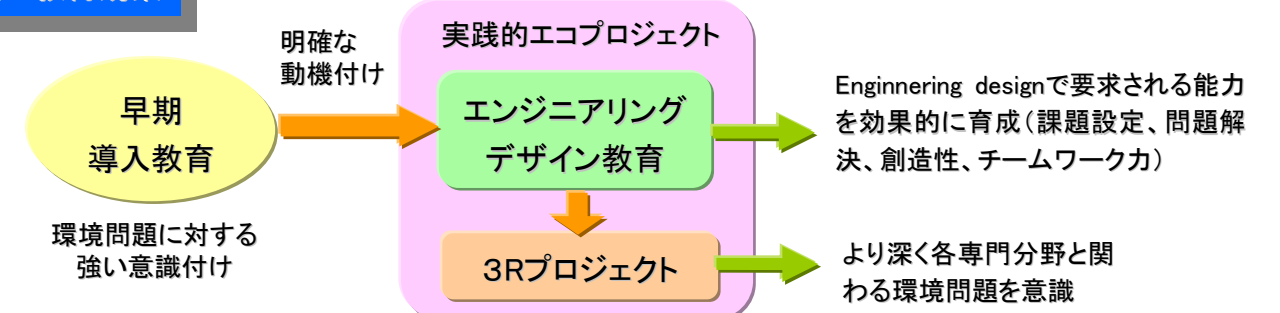 明確な
動機付け
実践的エコプロジェクト
早期
導入教育
エンジニアリング
デザイン教育
Enginnering designで要求される能力
を効果的に育成(課題設定、問題解
決、創造性、チームワーク力)
環境問題に対する
強い意識付け
3Rプロジェクト
より深く各専門分野と関
わる環境問題を意識